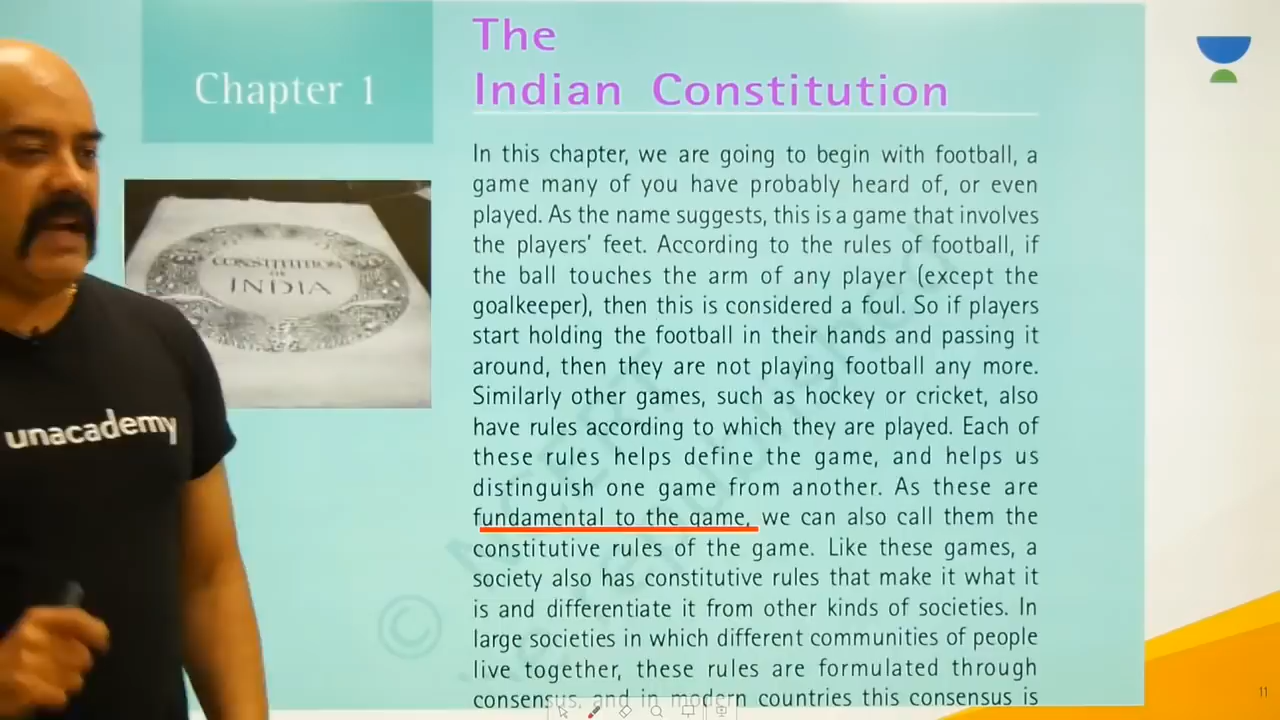 Chapter 1
The
Indian Constitution
CONSTITUTION
OF
INDIA
unacademy
In this chapter, we are going to begin with football, a
game many of you have probably heard of, or even
played. As the name suggests, this is a game that involves
the players’ feet. According to the rules of football, if
the ball touches the arm of any player (except the
goalkeeper), then this is considered a foul. So if players
start holding the football in their hands and passing it
around, then they are not playing football any more.
Similarly other games, such as hockey or cricket, also
have rules according to which they are played. Each of
these rules helps define the game, and helps us
distinguish one game from another. As these are
fundamental to the game, we can also call them the
constitutive rules of the game. Like these games, a
society also has constitutive rules that make it what it
is and differentiate it from other kinds of societies. In
large societies in which different communities of people
live together, these rules are formulated through
consensus, and in modern countries this consensus is
11